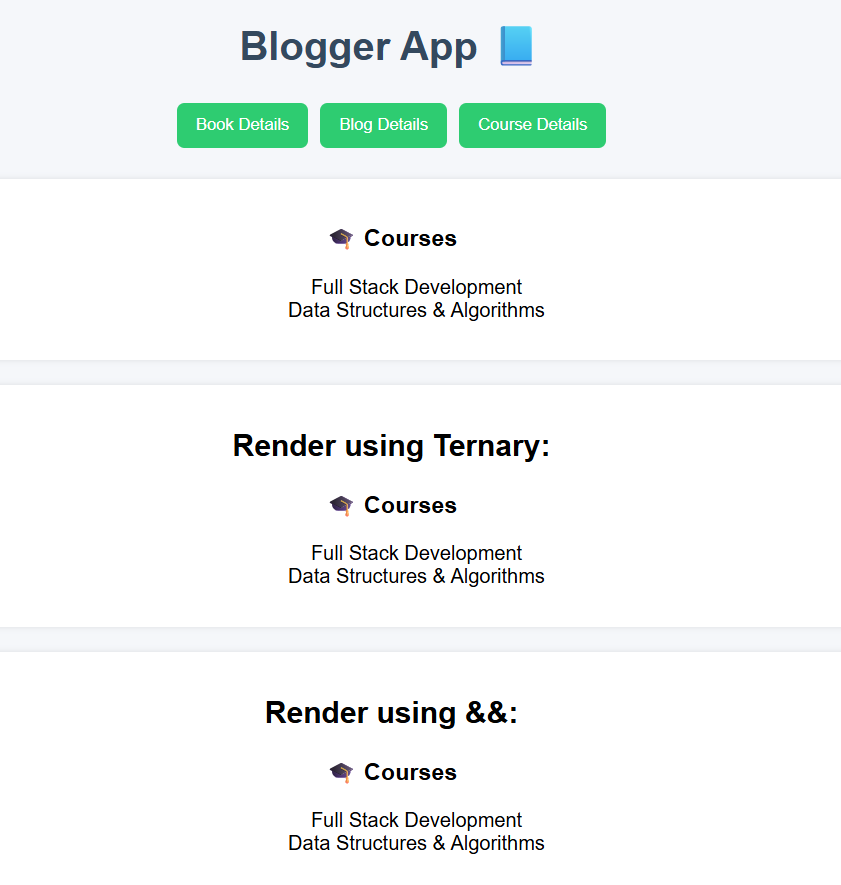 Blogger App 📘
Book Details
Blog Details
Course Details
🎓 Courses
Full Stack Development
Data Structures & Algorithms
Render using Ternary:
🎓 Courses
Full Stack Development
Data Structures & Algorithms
Render using &&:
🎓 Courses
Full Stack Development
Data Structures & Algorithms